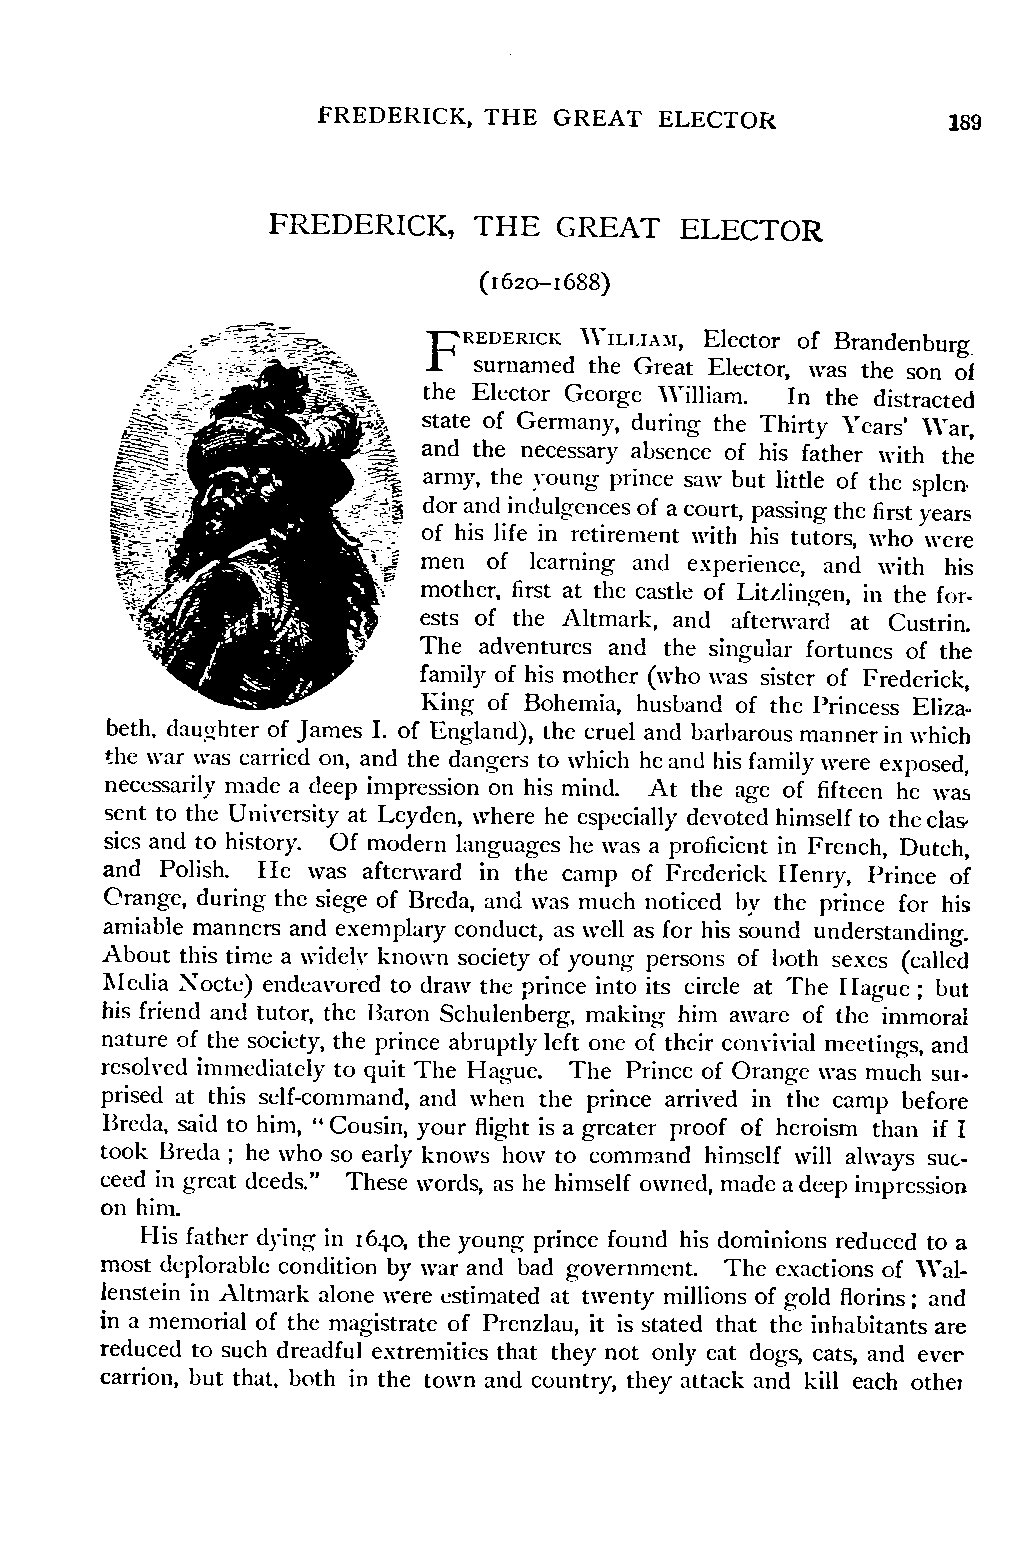 FREDERICK, THE GREAT ELECTOR 189
FREDERICK, THE GREAT ELECTOR
(1620–1688)
FREDERICK WILLIAM, Elector of Brandenburg,
surnamed the Great Elector, was the son of
the Elector George William. In the distracted
state of Germany, during the Thirty Years' War,
and the necessary absence of his father with the
army, the young prince saw but little of the splen-
dor and indulgences of a court, passing the first years
of his life in retirement with his tutors, who were
men of learning and experience, and with his
mother, first at the castle of Litzlingen, in the for-
ests of the Altmark, and afterward at Custrin.
The adventures and the singular fortunes of the
family of his mother (who was sister of Frederick,
King of Bohemia, husband of the Princess Eliza-
beth, daughter of James I. of England), the cruel and barbarous manner in which
the war was carried on, and the dangers to which he and his family were exposed,
necessarily made a deep impression on his mind. At the age of fifteen he was
sent to the University at Leyden, where he especially devoted himself to the clas-
sics and to history. Of modern languages he was a proficient in French, Dutch,
and Polish. He was afterward in the camp of Frederick Henry, Prince of
Orange, during the siege of Breda, and was much noticed by the prince for his
amiable manners and exemplary conduct, as well as for his sound understanding.
About this time a widely known society of young persons of both sexes (called
Media Nocte) endeavored to draw the prince into its circle at The Hague ; but
his friend and tutor, the Baron Schulenberg, making him aware of the immoral
nature of the society, the prince abruptly left one of their convivial meetings, and
resolved immediately to quit The Hague. The Prince of Orange was much sur-
prised at this self-command, and when the prince arrived in the camp before
Breda, said to him, “ Cousin, your flight is a greater proof of heroism than if I
took Breda ; he who so early knows how to command himself will always suc-
ceed in great deeds.” These words, as he himself owned, made a deep impression
on him.
His father dying in 1640, the young prince found his dominions reduced to a
most deplorable condition by war and bad government. The exactions of Wal-
lenstein in Altmark alone were estimated at twenty millions of gold florins ; and
in a memorial of the magistrate of Prenzlau, it is stated that the inhabitants are
reduced to such dreadful extremities that they not only eat dogs, cats, and even
carrion, but that, both in the town and country, they attack and kill each other